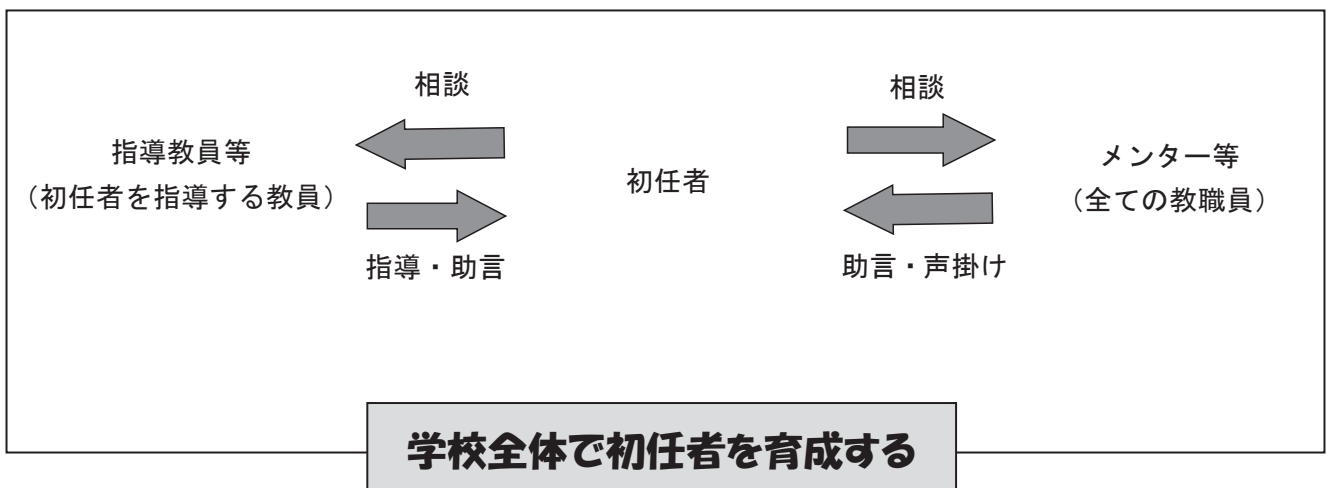 相談
相談
指導教員等
(初任者を指導する教員)
初任者
メンター等
(全ての教職員)
指導・助言
助言・声掛け
学校全体で初任者を育成する